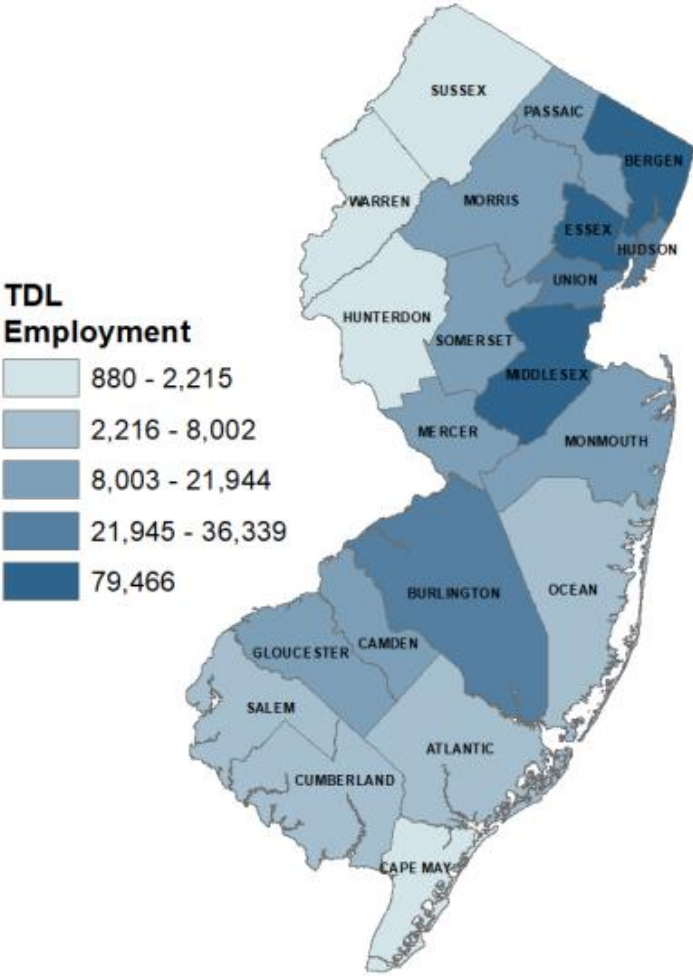 SUSSEX
PASSAIC
BERGEN
WARREN
MORRIS
ESSEX
HUDSON
UNION
TDL
Employment
880 - 2,215
2,216 - 8,002
8,003 - 21,944
21,945 - 36,339
79,466
HUNTERDON
SOMERSET
MIDDLESEX
MERCER
MONMOUTH
BURLINGTON
OCEAN
GLOUCESTER
CAMDEN
SALEM
ATLANTIC
CUMBERLAND
CAPE MAY